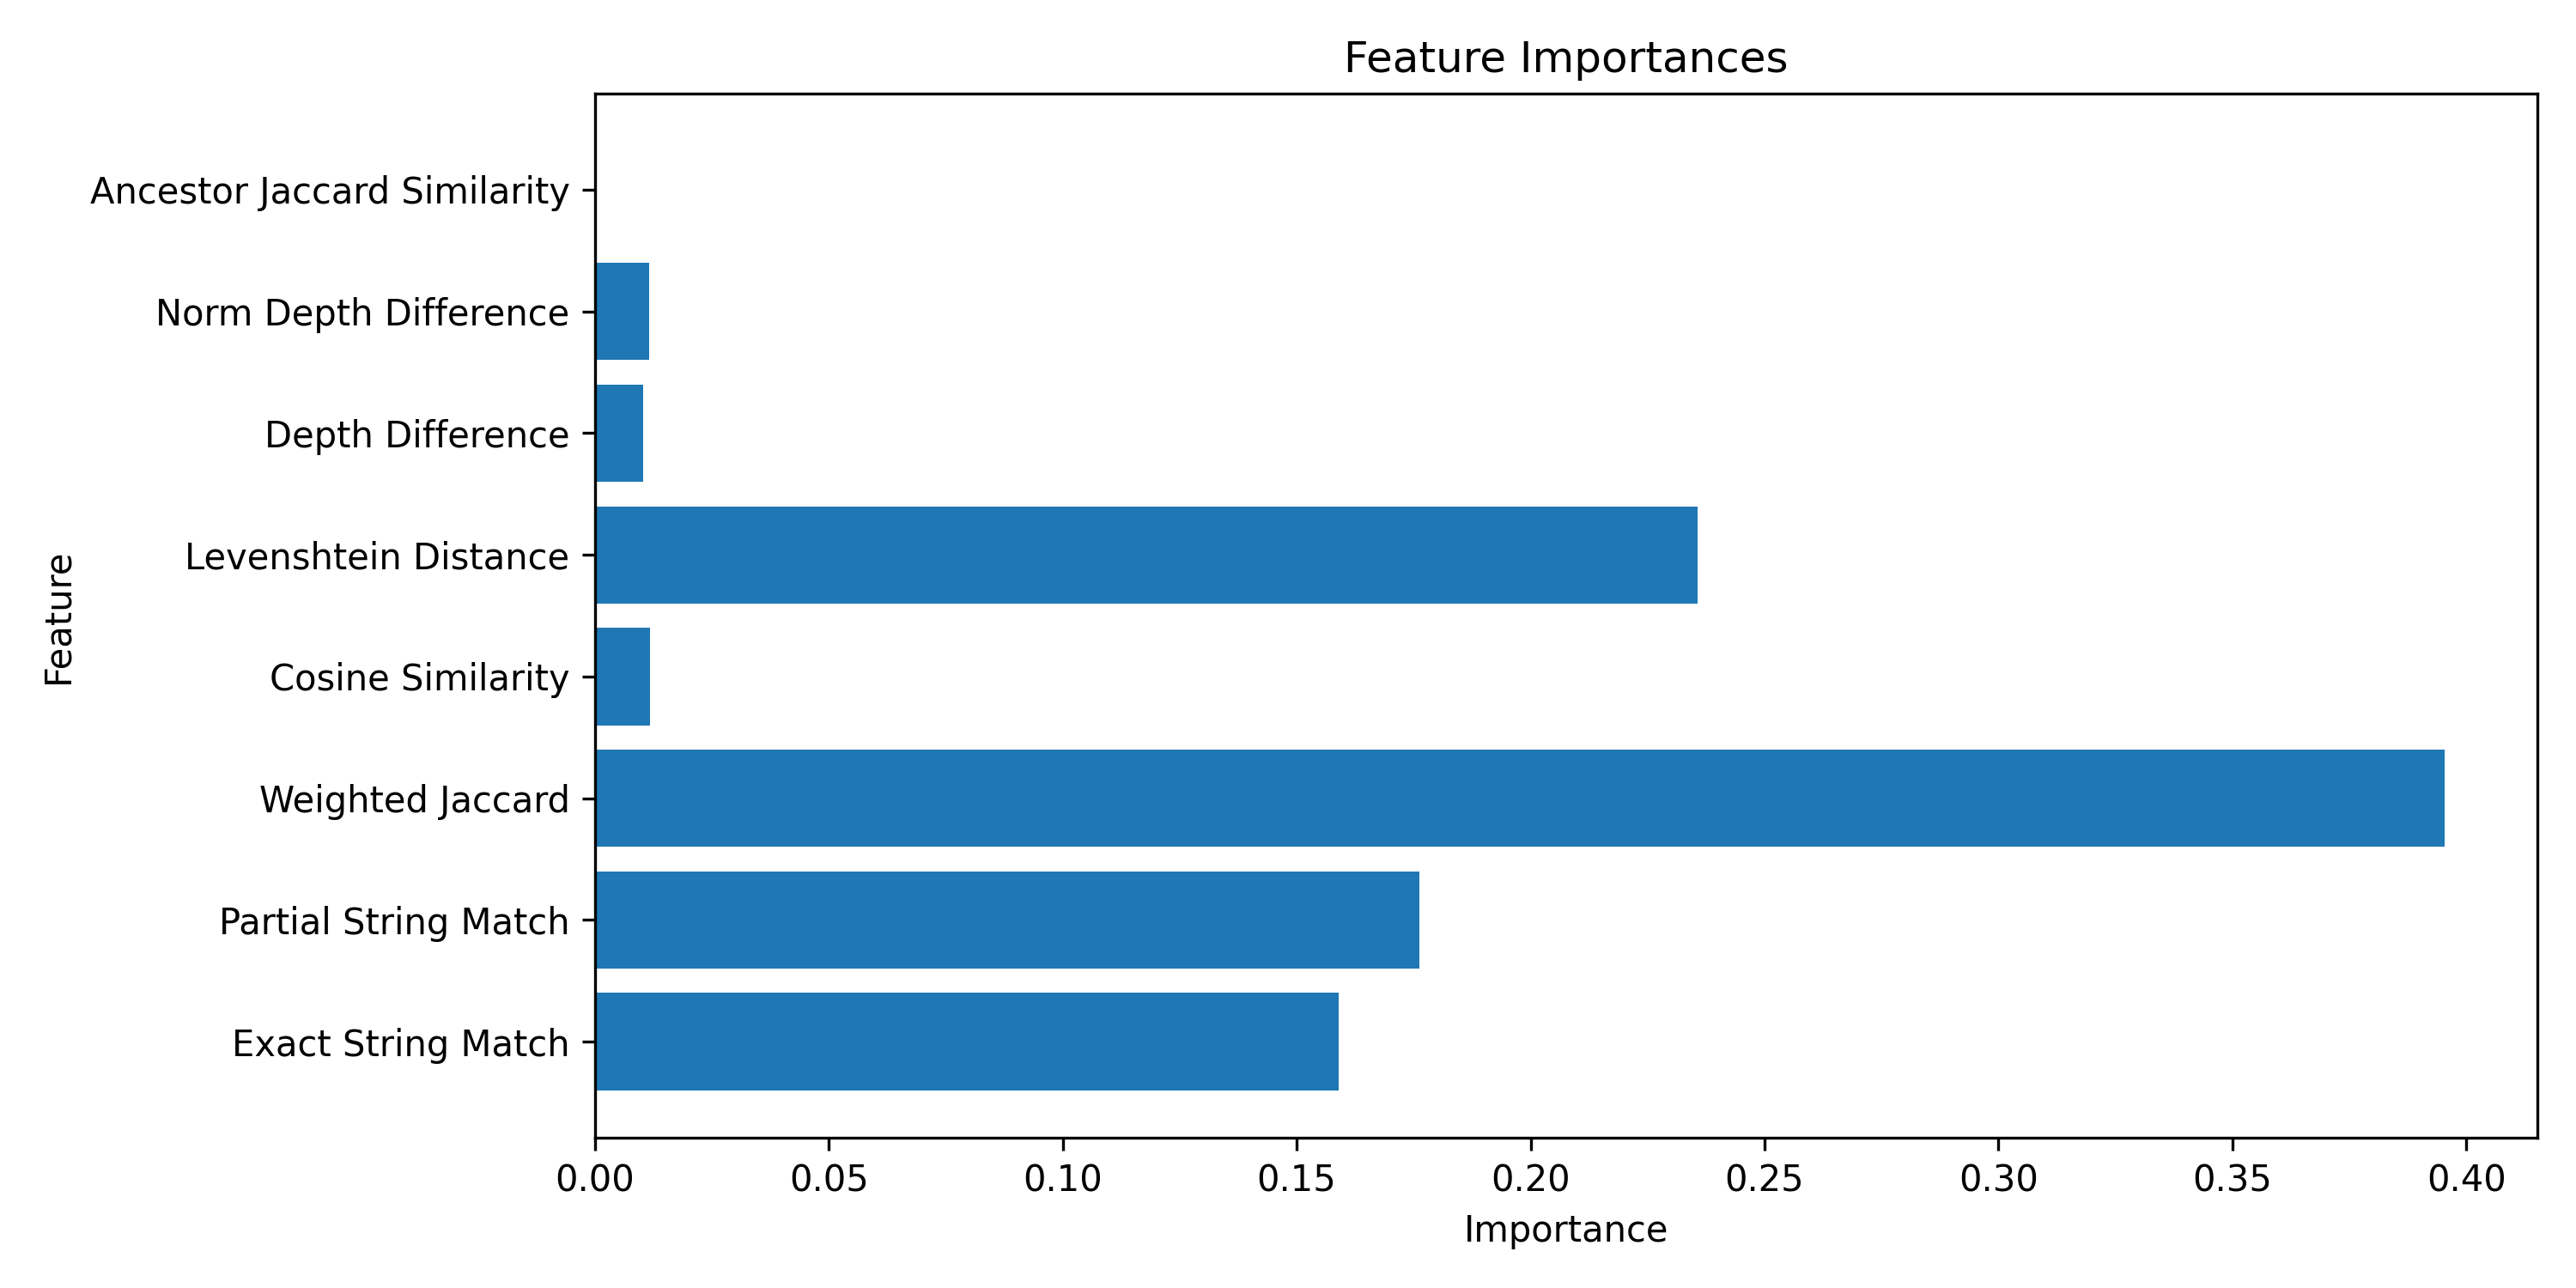 Feature Importances
Ancestor Jaccard Similarity
Norm Depth Difference
Depth Difference
Levenshtein Distance
Cosine Similarity
Weighted Jaccard
Partial String Match
Exact String Match
Feature
0.00 0.05 0.10 0.15 0.20 0.25 0.30 0.35 0.40
Importance